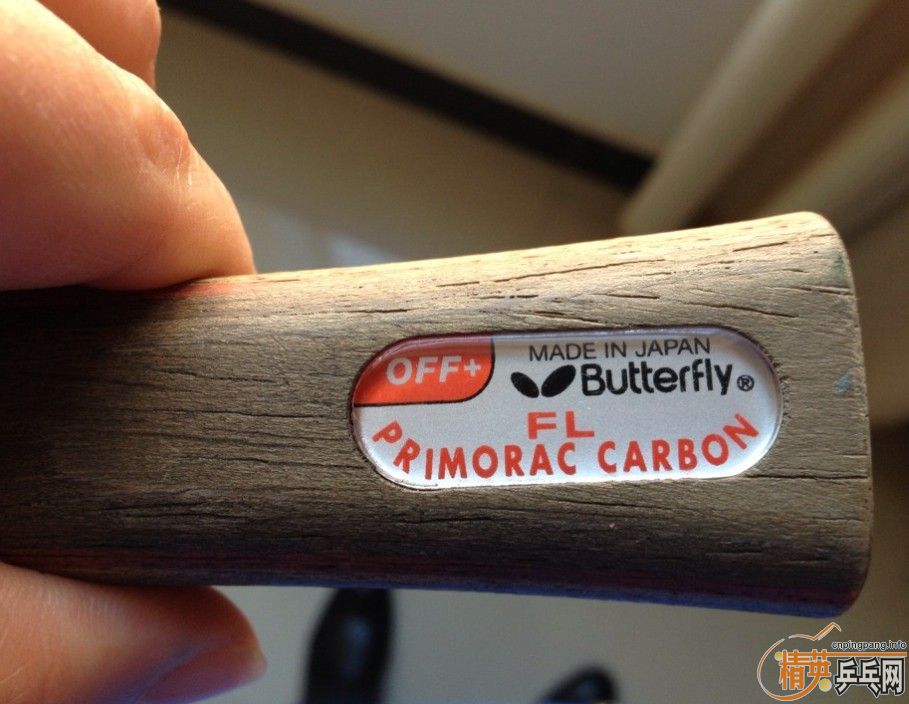 OFF+
MADE IN JAPAN
Butterfly®
FL
PRIMORAC CARBON
cnpingpang.info
精英乒乓网